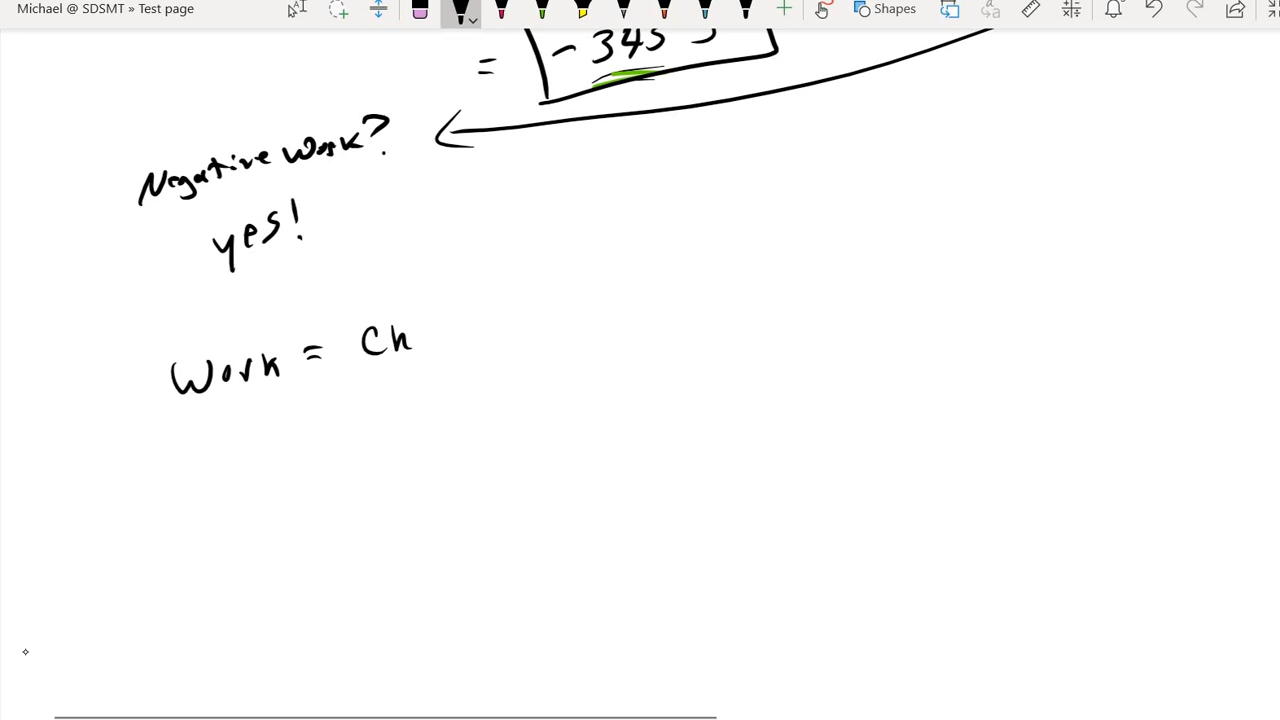 Michael @ SDSMT » Test page
Shapes
= -345 J
Negative Work?
yes!
Work = Ch